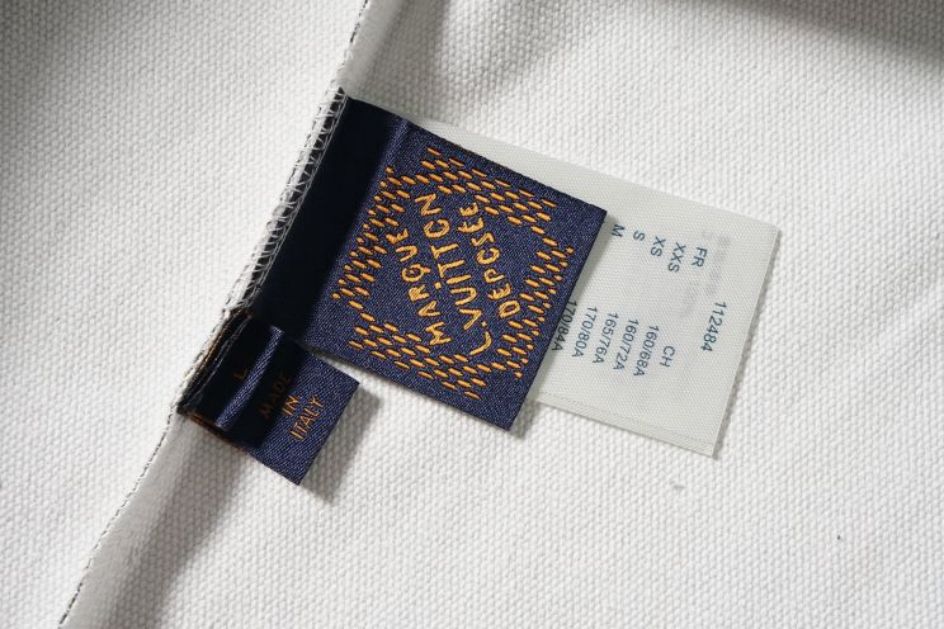 MARQUE
L.VUITTON
DEPOSÉE
L
MADE
IN
ITALY
112484
FR CH
XXS 160/68A
XS 160/72A
S 165/76A
M 170/80A
170/84A